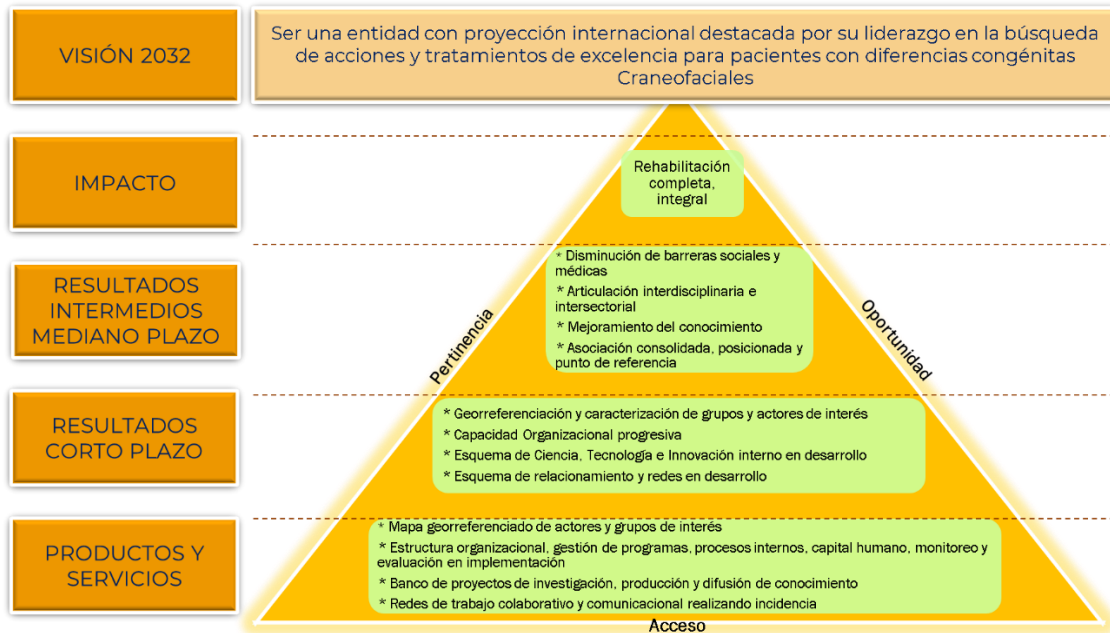 VISIÓN 2032
Ser una entidad con proyección internacional destacada por su liderazgo en la búsqueda
de acciones y tratamientos de excelencia para pacientes con diferencias congénitas
Craneofaciales
IMPACTO
Rehabilitación
completa,
integral
RESULTADOS
INTERMEDIOS
MEDIANO PLAZO
* Disminución de barreras sociales y
médicas
* Articulación interdisciplinaria e
intersectorial
* Mejoramiento del conocimiento
* Asociación consolidada, posicionada y
punto de referencia
Pertinencia
Oportunidad
RESULTADOS
CORTO PLAZO
* Georreferenciación y caracterización de grupos y actores de interés
* Capacidad Organizacional progresiva
* Esquema de Ciencia, Tecnología e Innovación interno en desarrollo
* Esquema de relacionamiento y redes en desarrollo
PRODUCTOS Y
SERVICIOS
* Mapa georreferenciado de actores y grupos de interés
* Estructura organizacional, gestión de programas, procesos internos, capital humano, monitoreo y
evaluación en implementación
* Banco de proyectos de investigación, producción y difusión de conocimiento
* Redes de trabajo colaborativo y comunicacional realizando incidencia
Acceso